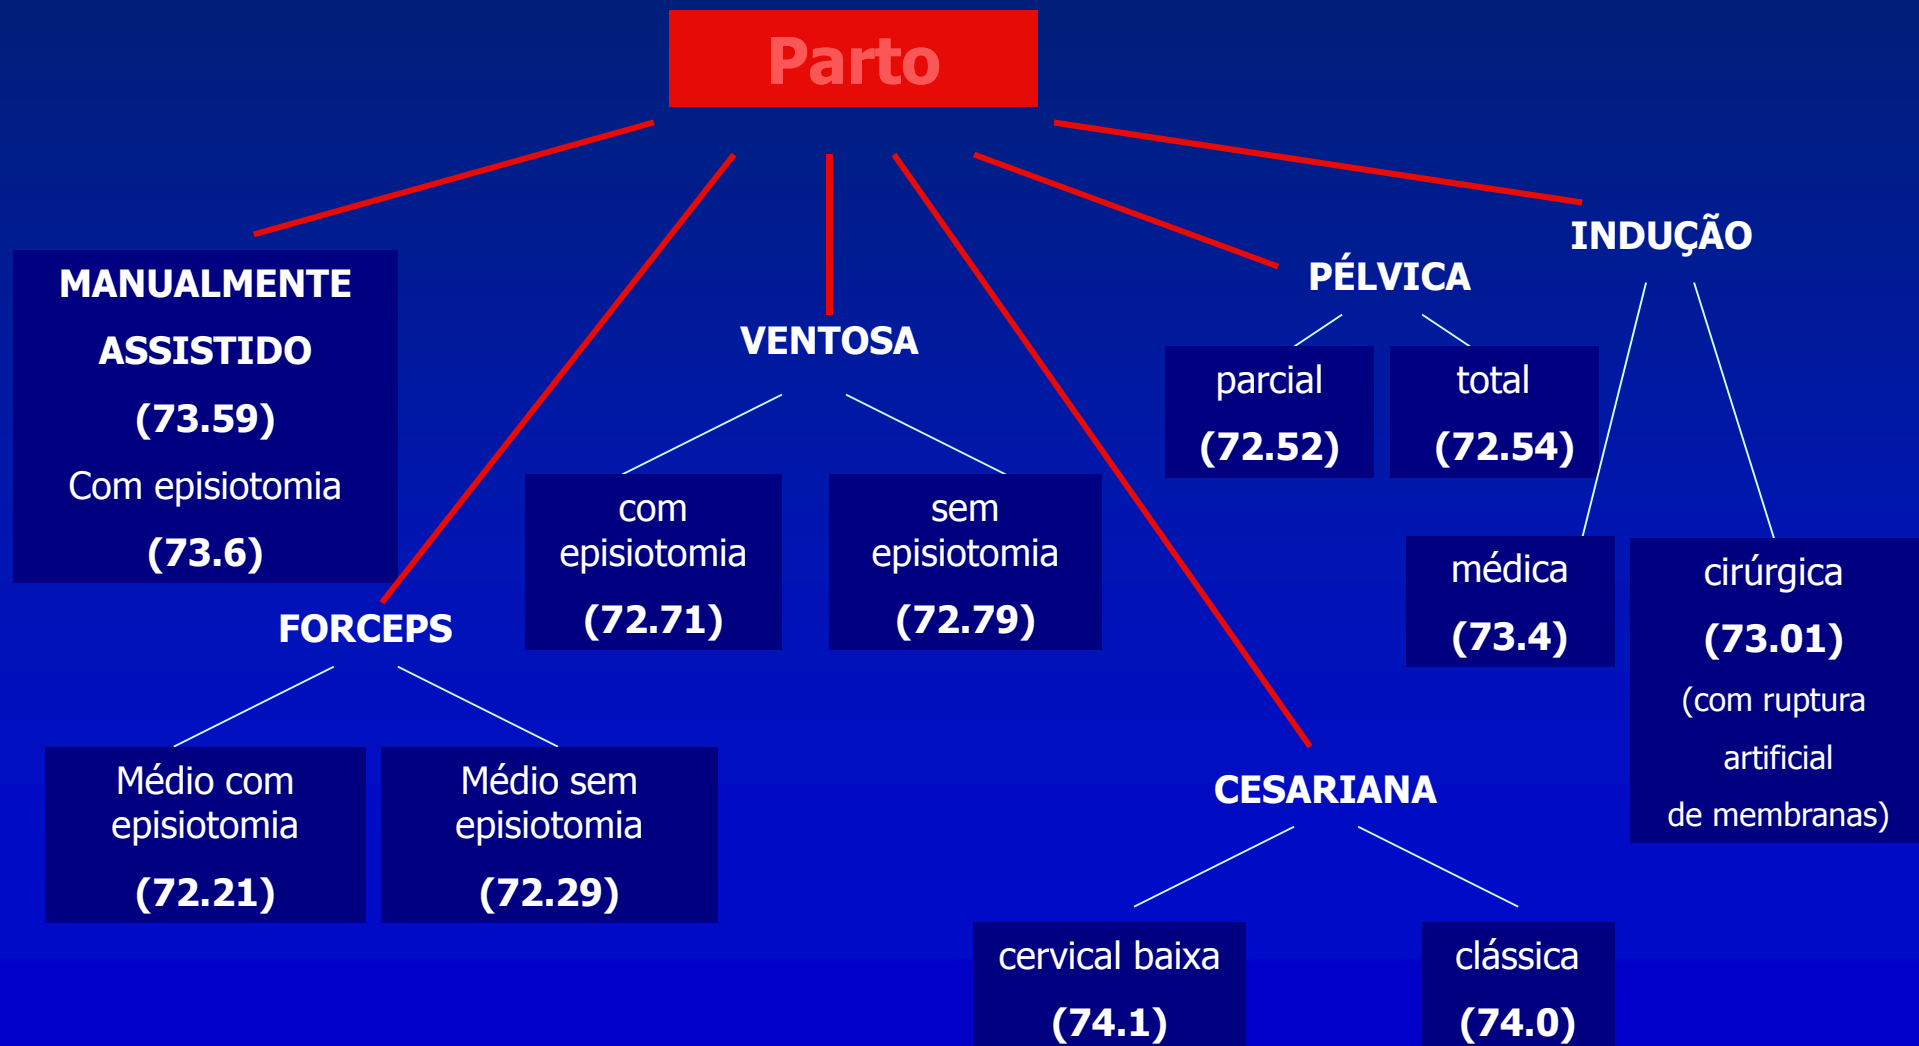 Parto
MANUALMENTE
ASSISTIDO
(73.59)
Com episiotomia
(73.6)
FORCEPS
Médio com
episiotomia
(72.21)
Médio sem
episiotomia
(72.29)
VENTOSA
com
episiotomia
(72.71)
sem
episiotomia
(72.79)
CESARIANA
cervical baixa
(74.1)
clássica
(74.0)
PÉLVICA
parcial
(72.52)
total
(72.54)
INDUÇÃO
médica
(73.4)
cirúrgica
(73.01)
(com ruptura
artificial
de membranas)